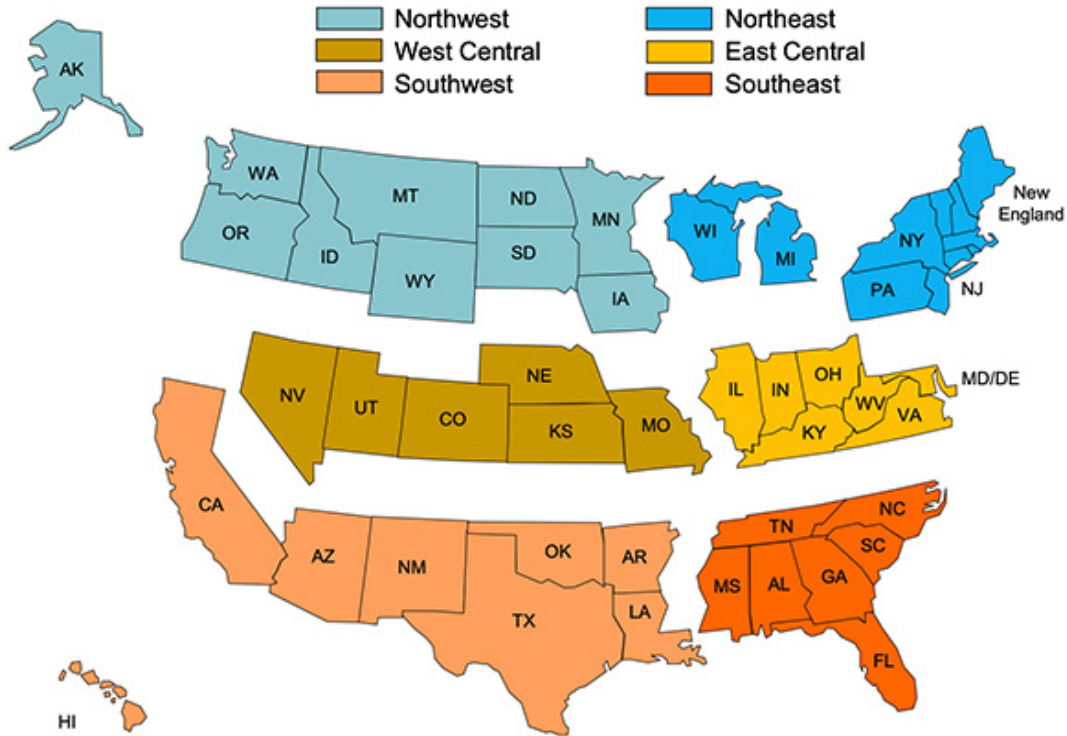 Northwest
West Central
Southwest
Northeast
East Central
Southeast
AK
WA
MT
ND
MN
OR
ID
WY
SD
IA
WI
MI
NY
PA
NJ
New
England
NV
UT
CO
NE
KS
MO
IL
IN
OH
WV
VA
KY
MD/DE
CA
AZ
NM
OK
AR
TX
LA
TN
NC
SC
MS
AL
GA
FL
HI